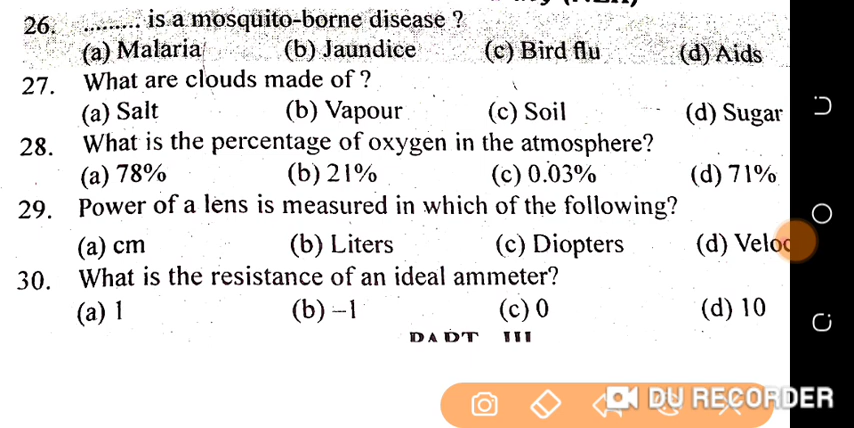 26. ......... is a mosquito-borne disease ?
(a) Malaria (b) Jaundice (c) Bird flu (d) Aids
27. What are clouds made of ?
(a) Salt (b) Vapour (c) Soil (d) Sugar
28. What is the percentage of oxygen in the atmosphere?
(a) 78% (b) 21% (c) 0.03% (d) 71%
29. Power of a lens is measured in which of the following?
(a) cm (b) Liters (c) Diopters (d) Veloc
30. What is the resistance of an ideal ammeter?
(a) 1 (b) –1 (c) 0 (d) 10
DU RECORDER